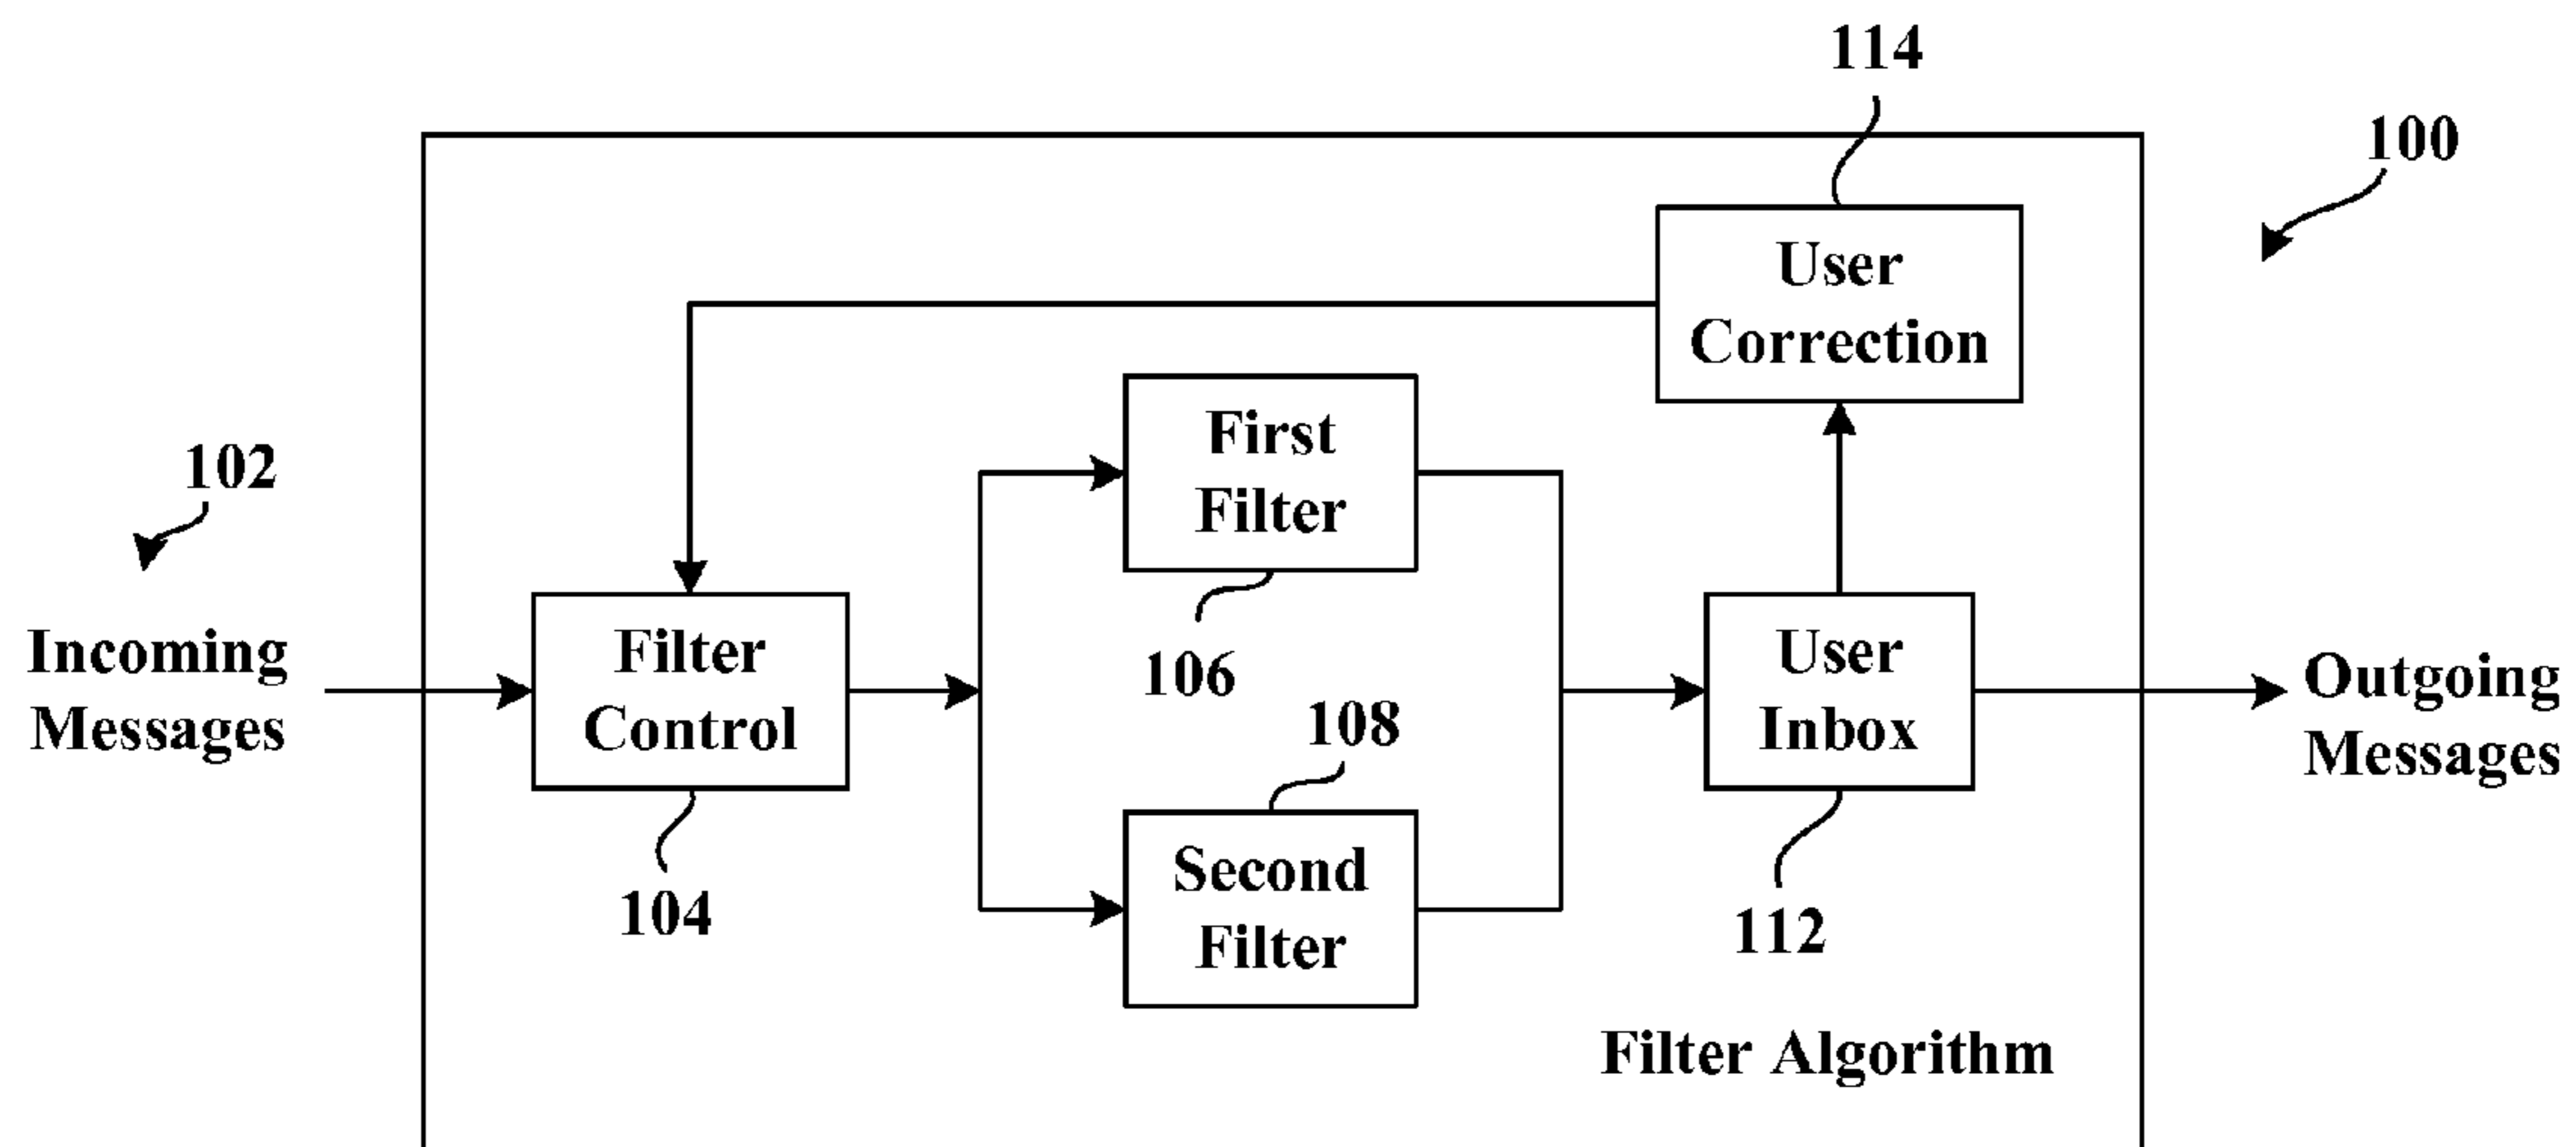 114
100
User
Correction
First
Filter
102
106
Incoming
Messages
Filter
Control
User
Inbox
Outgoing
Messages
108
Second
Filter
104
112
Filter Algorithm